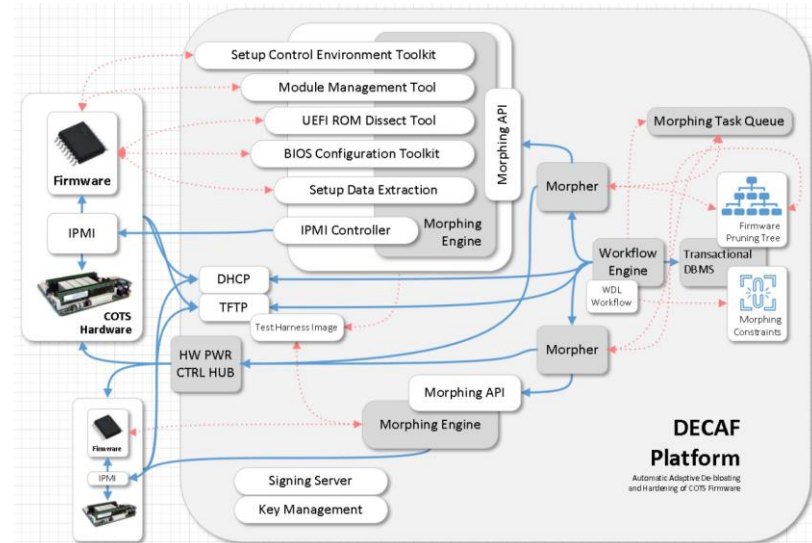 Setup Control Environment Toolkit
Module Management Tool
UEFI ROM Dissect Tool
BIOS Configuration Toolkit
Setup Data Extraction
IPMI Controller
Morphing
Engine
Morphing API
Firmware
IPMI
COTS
Hardware
DHCP
TFTP
Test Harness Image
HW PWR
CTRL HUB
Morpher
Morphing Task Queue
Firmware
Pruning Tree
Workflow
Engine
WDL
Workflow
Transactional
DBMS
Morphing
Constraints
Morpher
Morphing API
Morphing Engine
Firmware
IPMI
Signing Server
Key Management
DECAF
Platform
Automatic Adaptive De-bloating
and Hardening of COTS Firmware